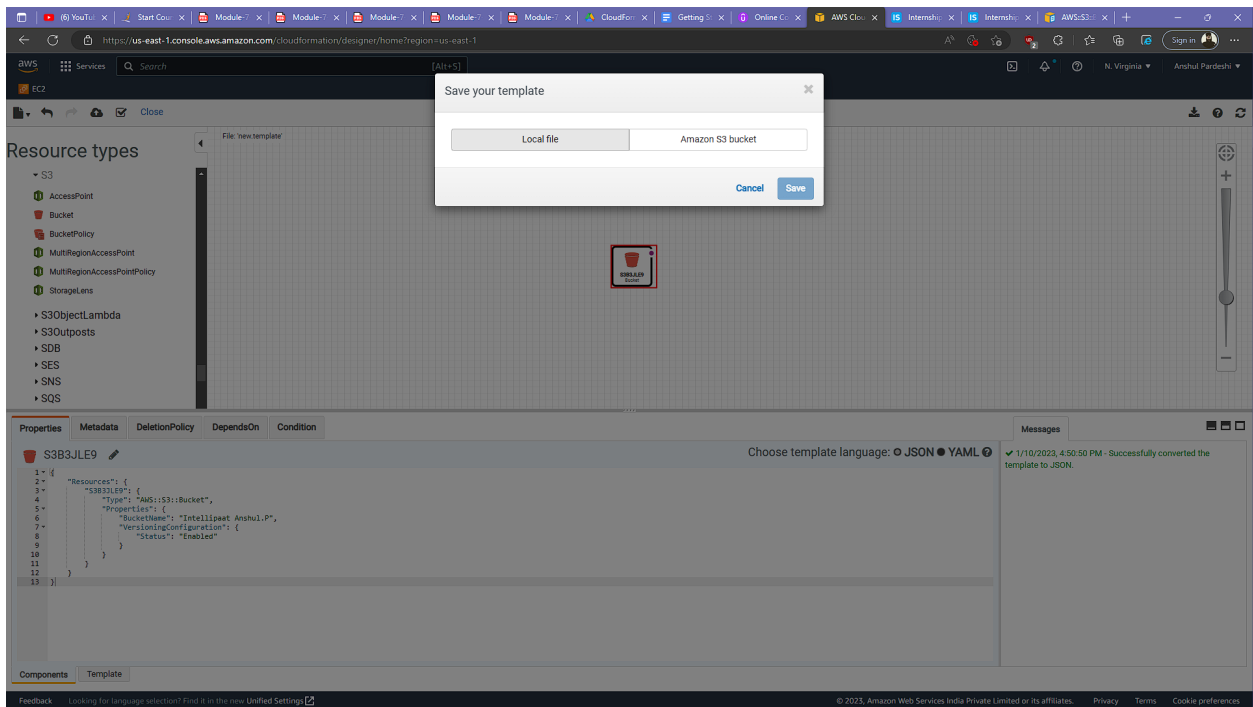 (6) YouTu
Start Cour
Module-7
Module-7
Module-7
Module-7
Module-7
CloudForr
Getting S
Online Co
AWS Clou
Internship
Internship
AWS::S3::
https://us-east-1.console.aws.amazon.com/cloudformation/designer/home?region=us-east-1
Sign in
aws
Services
Search
[Alt+S]
N. Virginia
Anshul Pardeshi
EC2
Save your template
Close
Local file
Amazon S3 bucket
Cancel
Save
File: 'new.template'
Resource types
S3
AccessPoint
Bucket
BucketPolicy
MultiRegionAccessPoint
MultiRegionAccessPointPolicy
StorageLens
S3ObjectLambda
S3Outposts
SDB
SES
SNS
SQS
S3B3JLE9
Bucket
Properties
Metadata
DeletionPolicy
DependsOn
Condition
Messages
S3B3JLE9
Choose template language: JSON YAML
1/10/2023, 4:50:50 PM - Successfully converted the
template to JSON.
1 {
2 "Resources": {
3 "S3B3JLE9": {
4 "Type": "AWS::S3::Bucket",
5 "Properties": {
6 "BucketName": "Intellipaat Anshul.P",
7 "VersioningConfiguration": {
8 "Status": "Enabled"
9 }
10 }
11 }
12 }
13 }
Components
Template
Feedback
Looking for language selection? Find it in the new Unified Settings
© 2023, Amazon Web Services India Private Limited or its affiliates.
Privacy
Terms
Cookie preferences